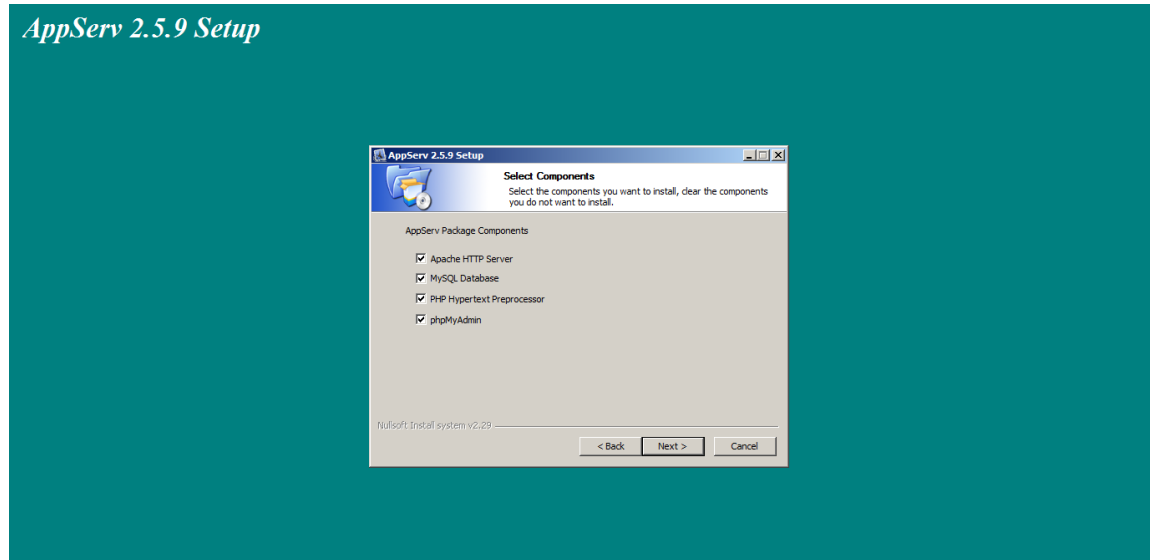 AppServ 2.5.9 Setup
AppServ 2.5.9 Setup
Select Components
Select the components you want to install, clear the components
you do not want to install.
AppServ Package Components
Apache HTTP Server
MySQL Database
PHP Hypertext Preprocessor
phpMyAdmin
Nullsoft Install system v2.29
< Back Next > Cancel